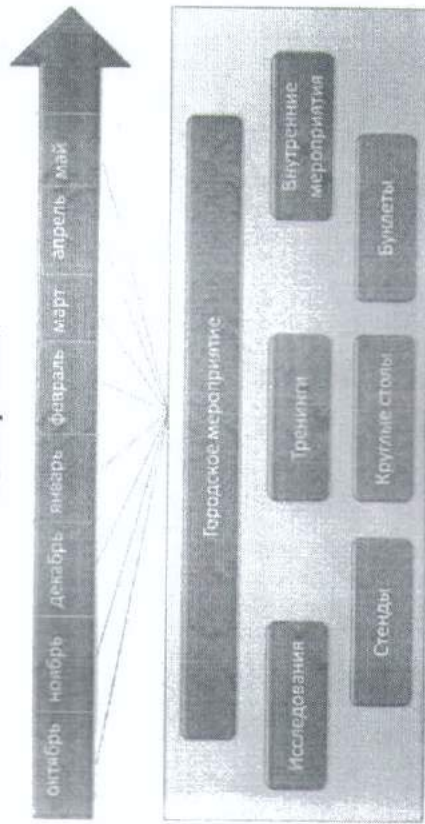 октябрь ноябрь декабрь январь февраль март апрель май
Городское мероприятие
Исследования
Тренинги
Внутренние
мероприятия
Стенды
Круглые столы
Буклеты